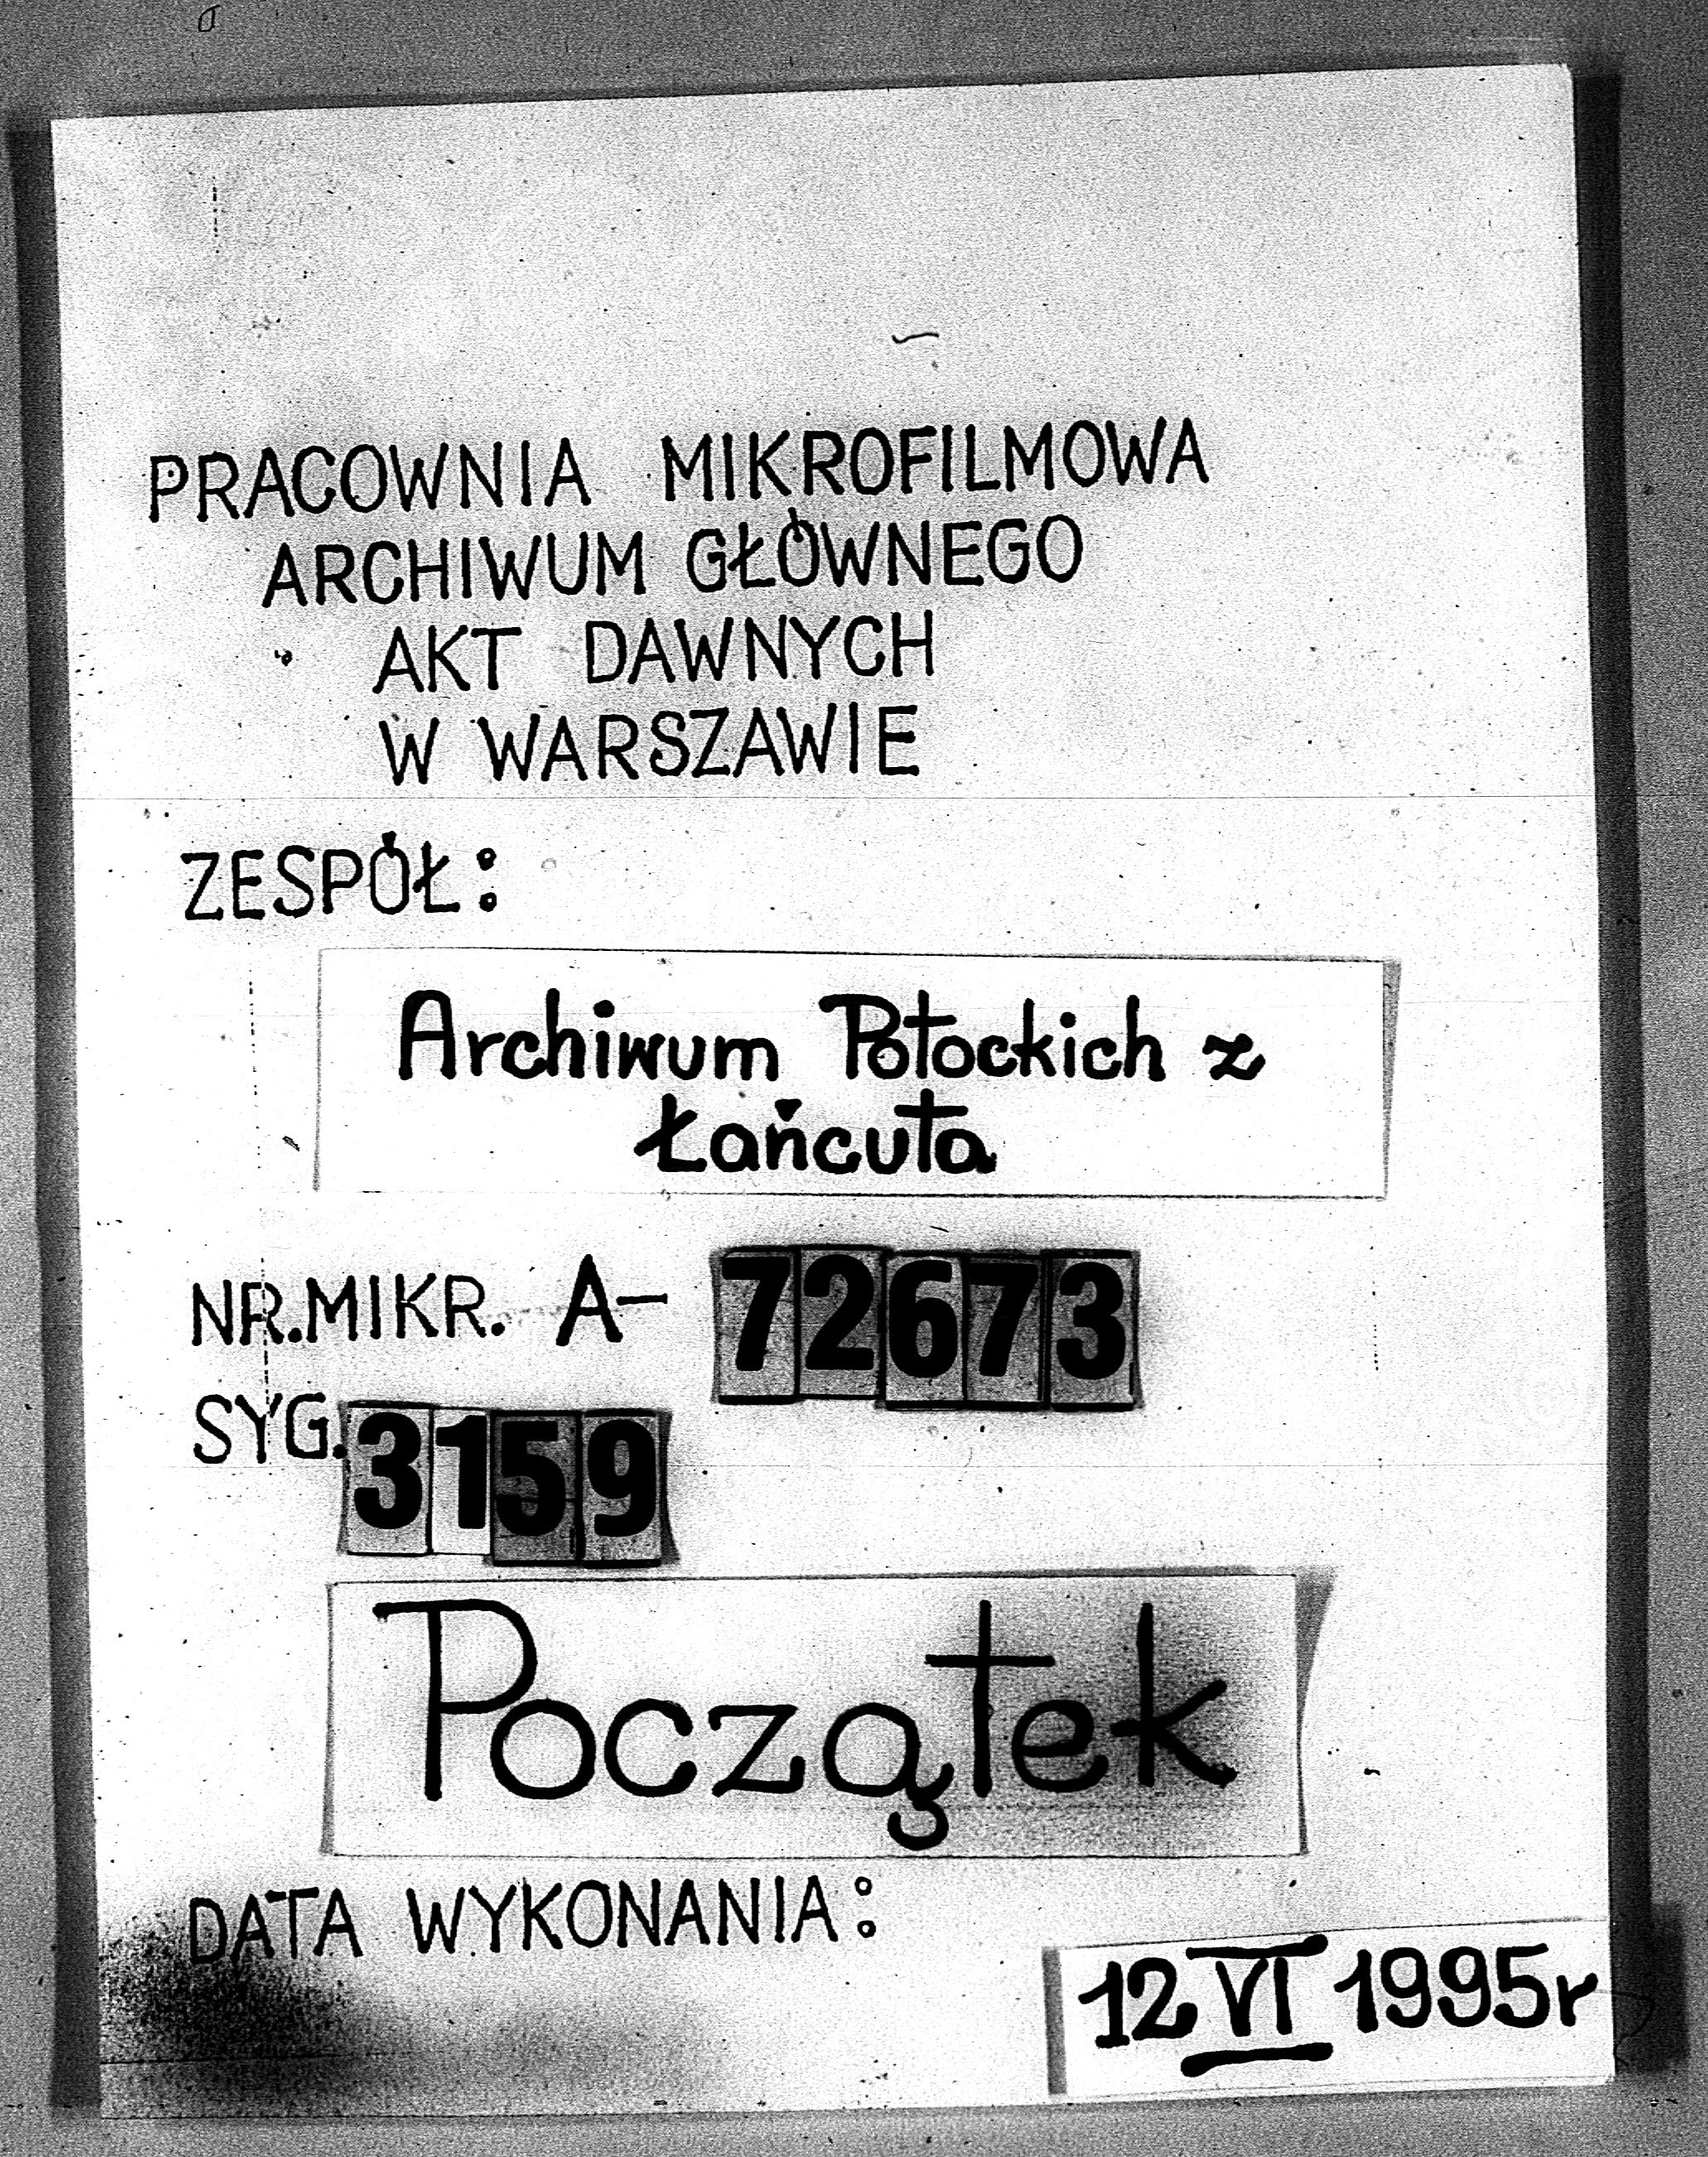 PRACOWNIA MIKROFILMOWA
ARCHIWUM GŁÓWNEGO
AKT DAWNYCH
W WARSZAWIE
ZESPÓŁ:
Archiwum Potockich z
Łańcuta
NR.MIKR. A- 72673
SYG. 3159
Początek
DATA WYKONANIA:
12 VI 1995r